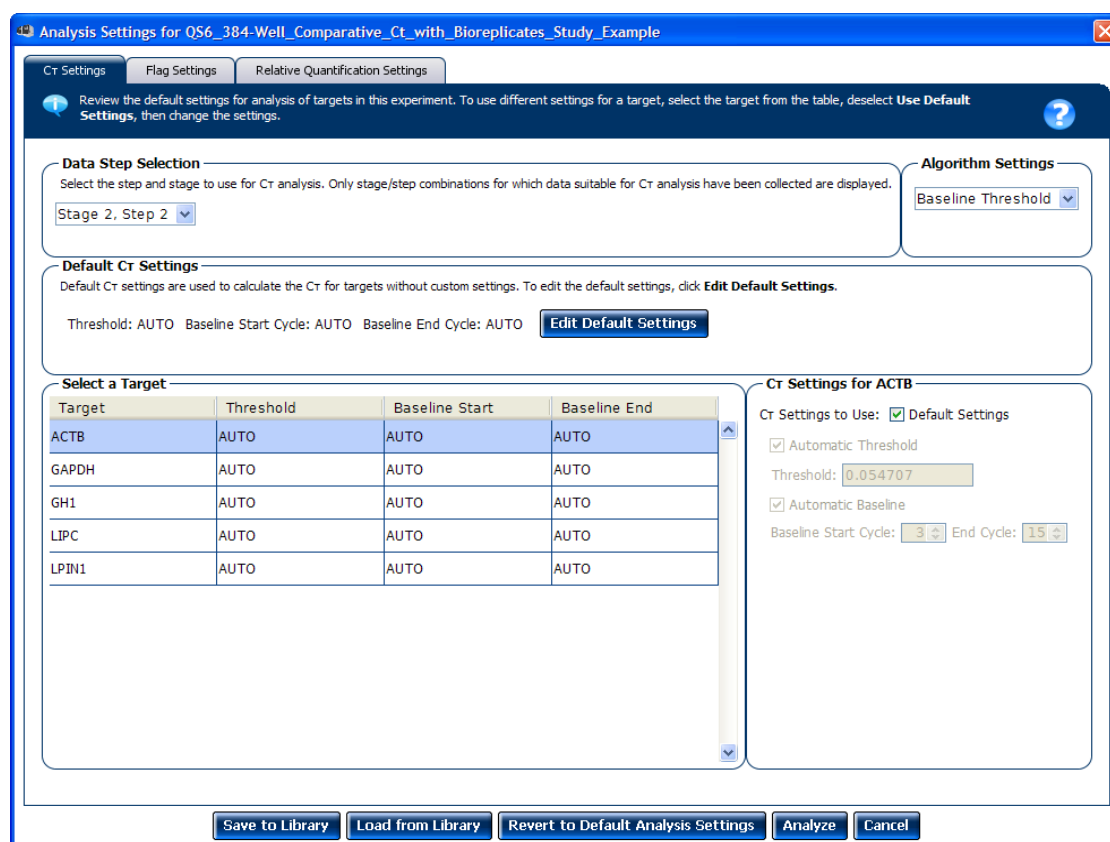 Analysis Settings for QS6_384-Well_Comparative_Ct_with_Bioreplicates_Study_Example
CT Settings Flag Settings Relative Quantification Settings
Review the default settings for analysis of targets in this experiment. To use different settings for a target, select the target from the table, deselect Use Default
Settings, then change the settings.
Data Step Selection
Select the step and stage to use for CT analysis. Only stage/step combinations for which data suitable for CT analysis have been collected are displayed.
Stage 2, Step 2
Algorithm Settings
Baseline Threshold
Default CT Settings
Default CT settings are used to calculate the CT for targets without custom settings. To edit the default settings, click Edit Default Settings.
Threshold: AUTO Baseline Start Cycle: AUTO Baseline End Cycle: AUTO Edit Default Settings
Select a Target
Target Threshold Baseline Start Baseline End
ACTB AUTO AUTO AUTO
GAPDH AUTO AUTO AUTO
GH1 AUTO AUTO AUTO
LIPC AUTO AUTO AUTO
LPIN1 AUTO AUTO AUTO
CT Settings for ACTB
CT Settings to Use: Default Settings
Automatic Threshold
Threshold: 0.054707
Automatic Baseline
Baseline Start Cycle: 3 End Cycle: 15
Save to Library Load from Library Revert to Default Analysis Settings Analyze Cancel